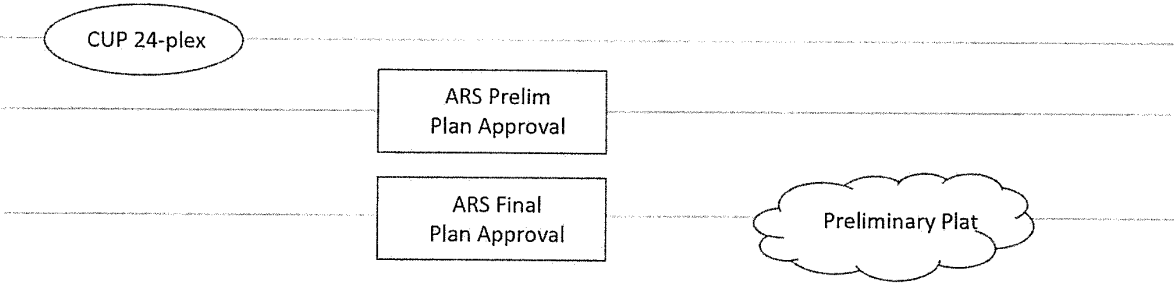 CUP 24-plex
ARS Prelim
Plan Approval
ARS Final
Plan Approval
Preliminary Plat